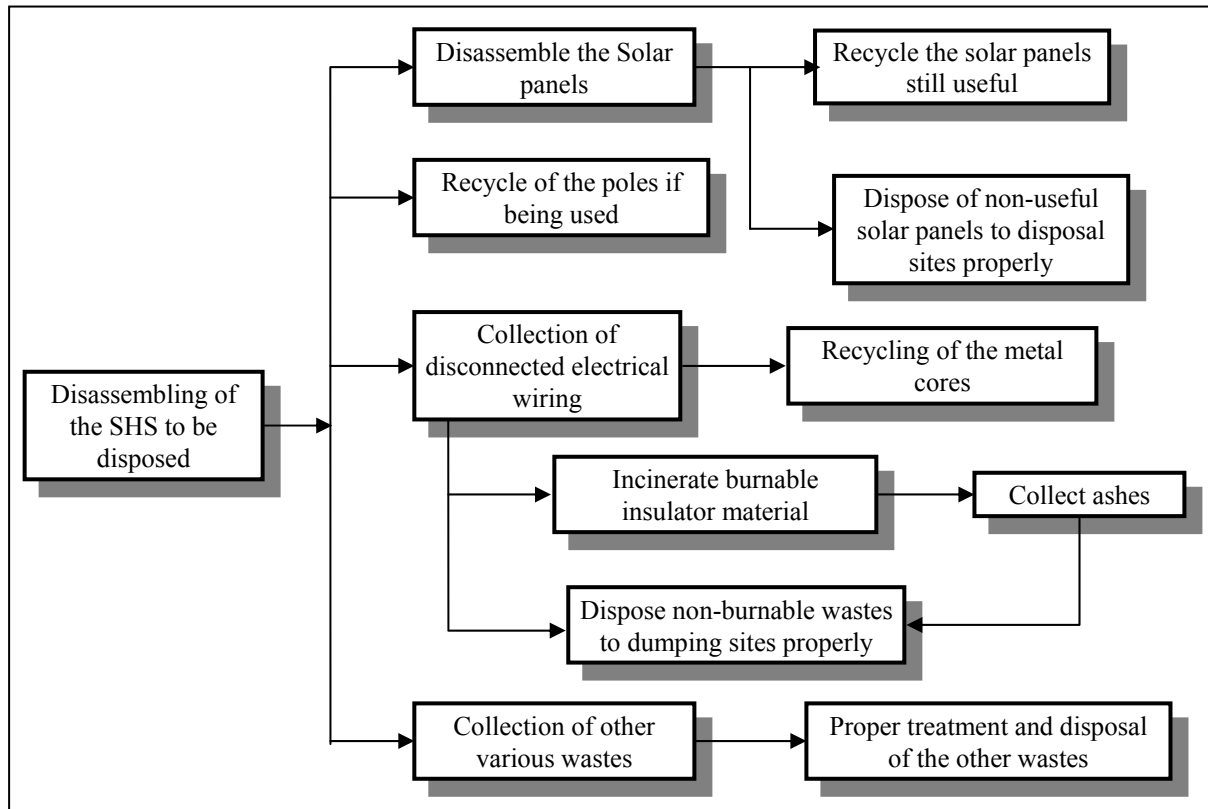 Disassemble the Solar
panels
Recycle the solar panels
still useful
Recycle of the poles if
being used
Dispose of non-useful
solar panels to disposal
sites properly
Collection of
disconnected electrical
wiring
Recycling of the metal
cores
Disassembling of
the SHS to be
disposed
Incinerate burnable
insulator material
Collect ashes
Dispose non-burnable wastes
to dumping sites properly
Collection of other
various wastes
Proper treatment and disposal
of the other wastes